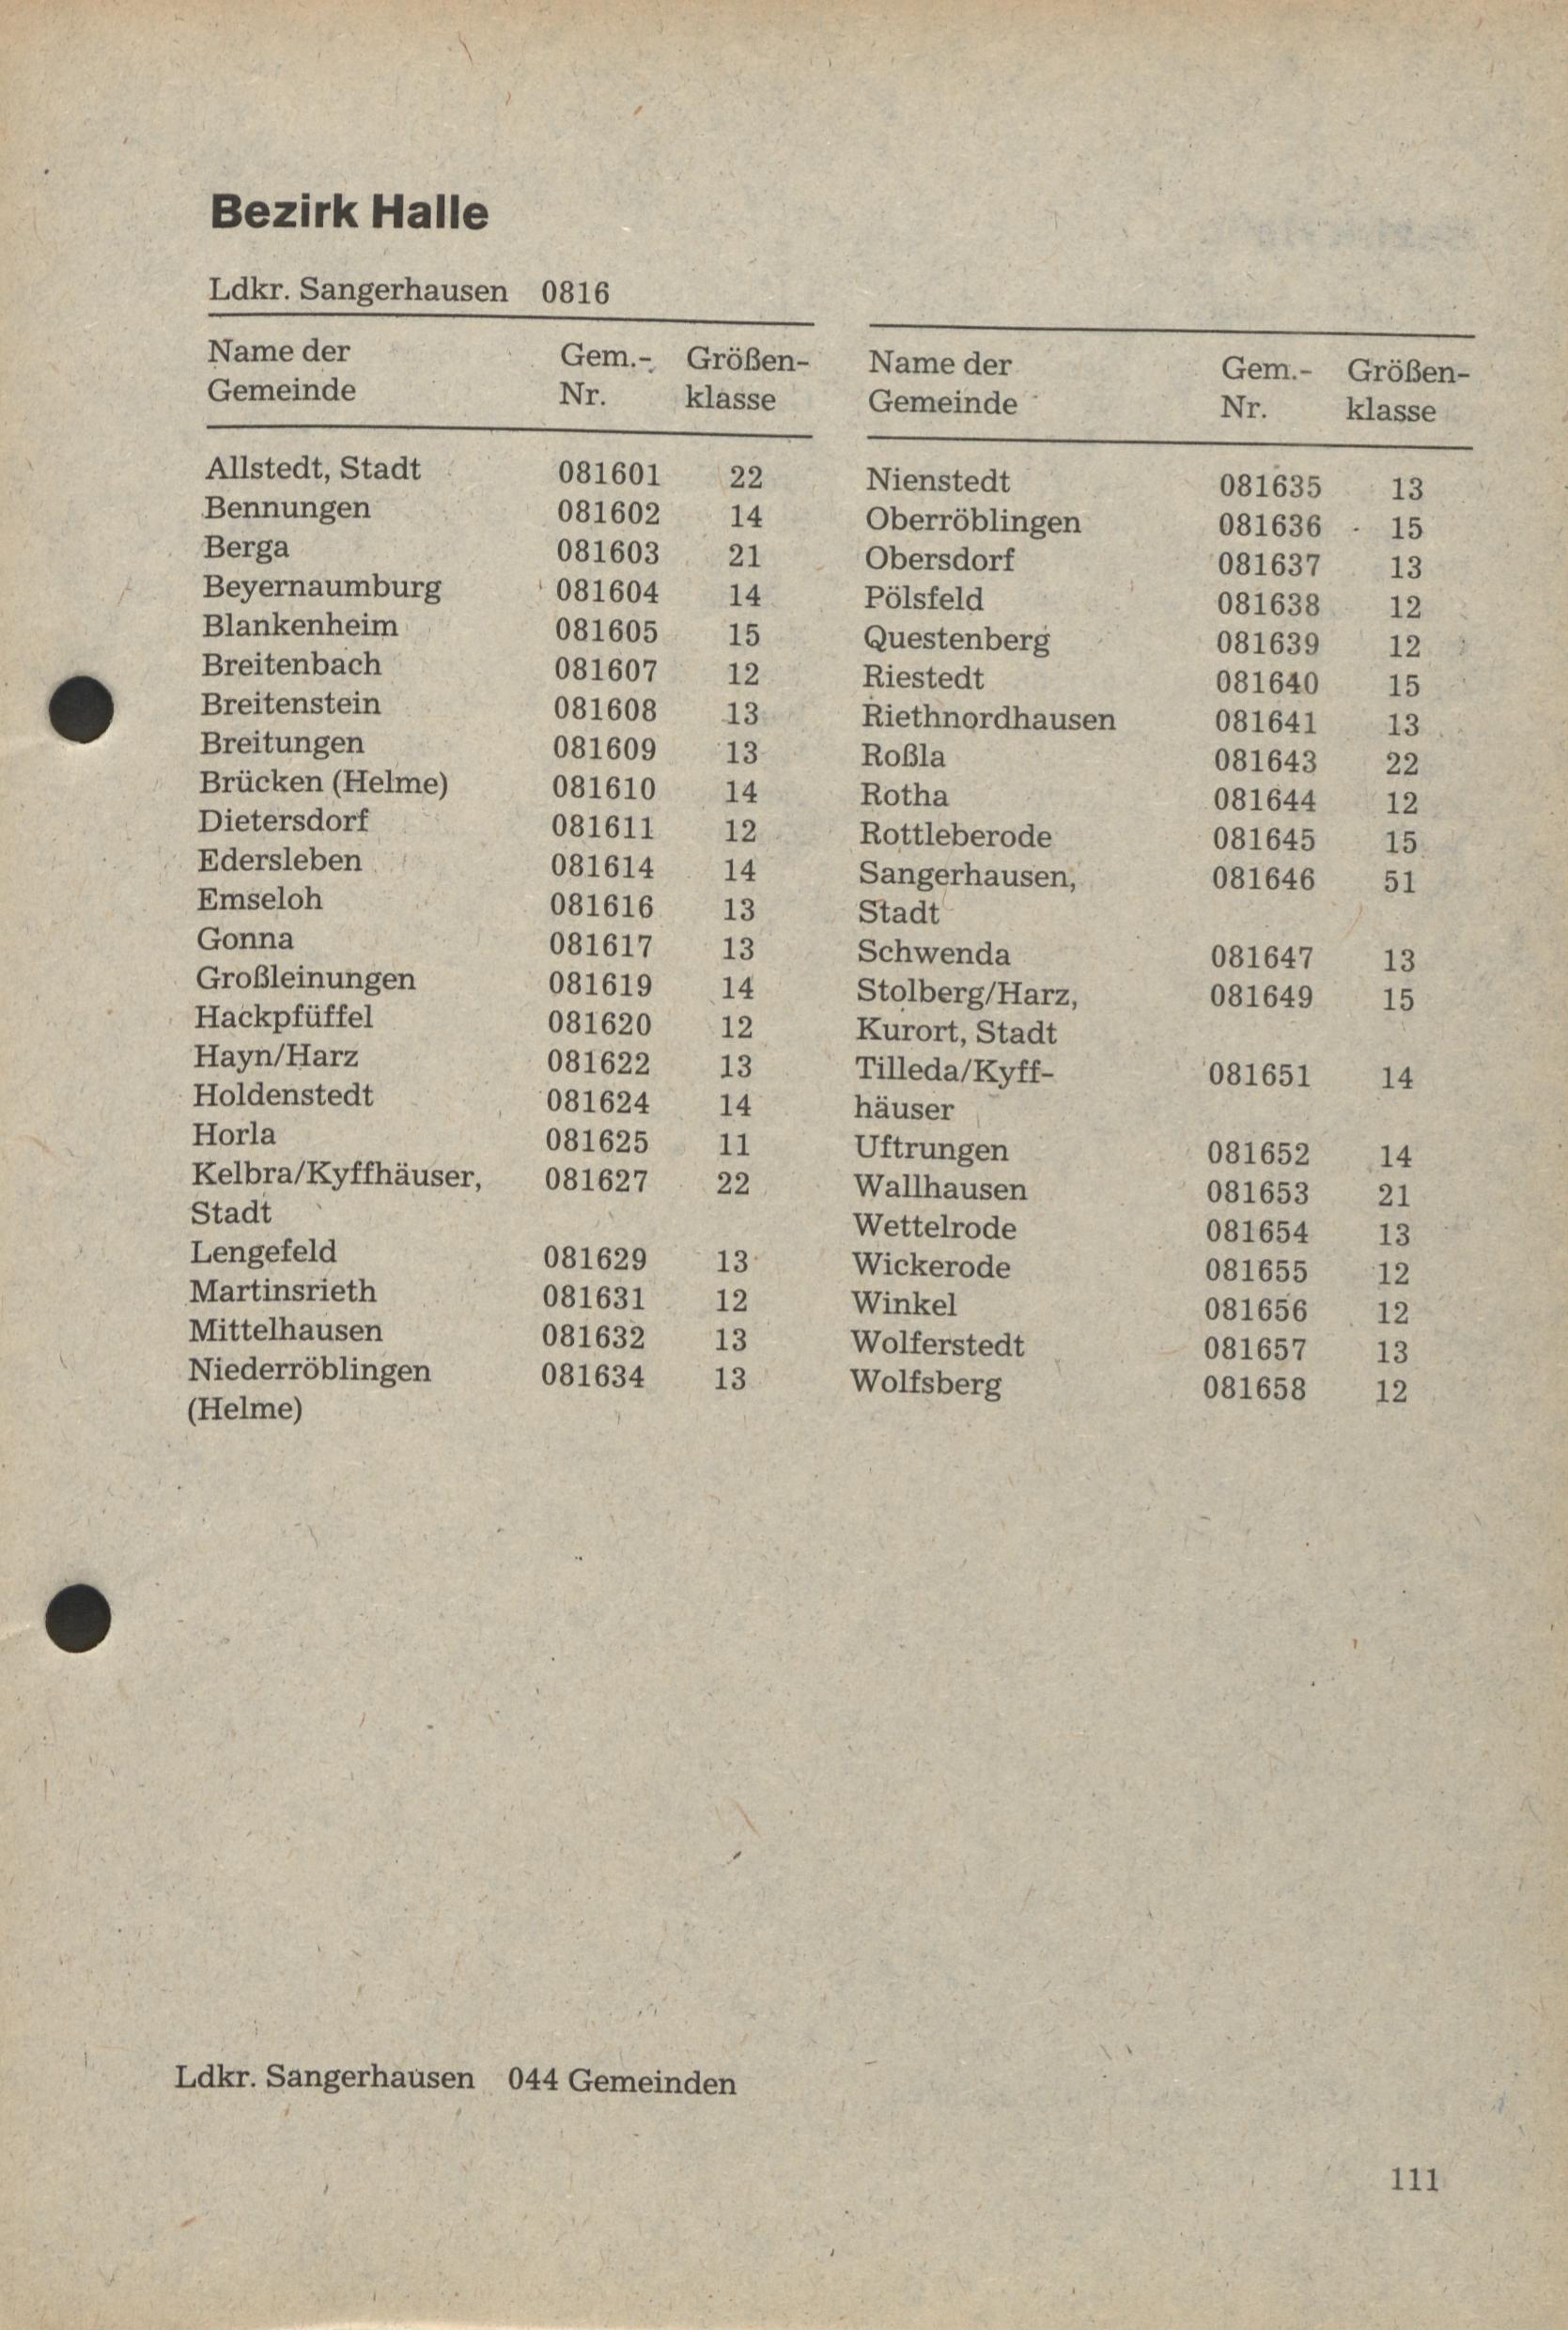 Bezirk Halle
Ldkr. Sangerhausen 0816
Name der Gem.- Größen-
Gemeinde Nr. klasse
Allstedt, Stadt 081601 22
Bennungen 081602 14
Berga 081603 21
Beyernaumburg 081604 14
Blankenheim 081605 15
Breitenbach 081607 12
Breitenstein 081608 13
Breitungen 081609 13
Brücken (Helme) 081610 14
Dietersdorf 081611 12
Edersleben 081614 14
Emseloh 081616 13
Gonna 081617 13
Großleinungen 081619 14
Hackpfüffel 081620 12
Hayn/Harz 081622 13
Holdenstedt 081624 14
Horla 081625 11
Kelbra/Kyffhäuser, 081627 22
Stadt
Lengefeld 081629 13
Martinsrieth 081631 12
Mittelhausen 081632 13
Niederröblingen 081634 13
(Helme)
Name der Gem.- Größen-
Gemeinde Nr. klasse
Nienstedt 081635 13
Oberröblingen 081636 15
Obersdorf 081637 13
Pölsfeld 081638 12
Questenberg 081639 12
Riestedt 081640 15
Riethnordhausen 081641 13
Roßla 081643 22
Rotha 081644 12
Rottleberode 081645 15
Sangerhausen, 081646 51
Stadt
Schwenda 081647 13
Stolberg/Harz, 081649 15
Kurort, Stadt
Tilleda/Kyff- 081651 14
häuser
Uftrungen 081652 14
Wallhausen 081653 21
Wettelrode 081654 13
Wickerode 081655 12
Winkel 081656 12
Wolferstedt 081657 13
Wolfsberg 081658 12
Ldkr. Sangerhausen 044 Gemeinden
111